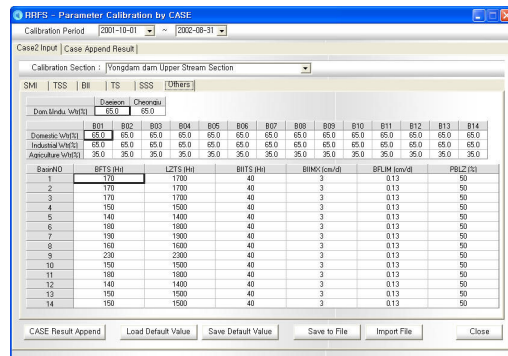 RRFS - Parameter Calibration by CASE
Calibration Period 2001-10-01 ~ 2002-08-31
Case2 Input Case Append Result
Calibration Section : Yongdam dam Upper Stream Section
SMI TSS BII TS SSS Others
Daejeon Cheongju
Dom.&Indu. Wtr(%) 65.0 65.0
B01 B02 B03 B04 B05 B06 B07 B08 B09 B10 B11 B12 B13 B14
Domestic Wtr(%) 65.0 65.0 65.0 65.0 65.0 65.0 65.0 65.0 65.0 65.0 65.0 65.0 65.0 65.0
Industrial Wtr(%) 65.0 65.0 65.0 65.0 65.0 65.0 65.0 65.0 65.0 65.0 65.0 65.0 65.0 65.0
Agriculture Wtr(%) 35.0 35.0 35.0 35.0 35.0 35.0 35.0 35.0 35.0 35.0 35.0 35.0 35.0 35.0
BasinNO BFTS (Hr) LZTS (Hr) BIITS (Hr) BIIMX (cm/d) BFLIM (cm/d) PBLZ (%)
1 170 1700 40 3 0.13 50
2 170 1700 40 3 0.13 50
3 170 1700 40 3 0.13 50
4 150 1500 40 3 0.13 50
5 140 1400 40 3 0.13 50
6 180 1800 40 3 0.13 50
7 190 1900 40 3 0.13 50
8 160 1600 40 3 0.13 50
9 230 2300 40 3 0.13 50
10 150 1500 40 3 0.13 50
11 180 1800 40 3 0.13 50
12 140 1400 40 3 0.13 50
13 150 1500 40 3 0.13 50
14 150 1500 40 3 0.13 50
CASE Result Append Load Default Value Save Default Value Save to File Import File Close